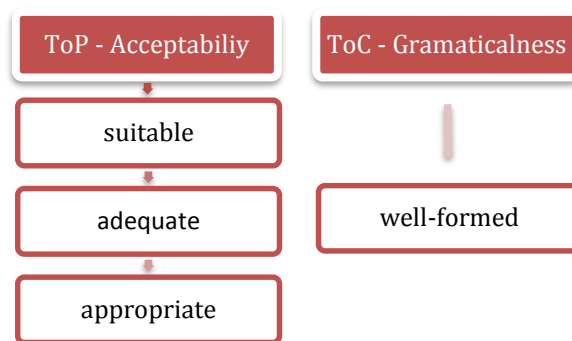 ToP - Acceptabiliy
suitable
adequate
appropriate
ToC - Gramaticalness
well-formed